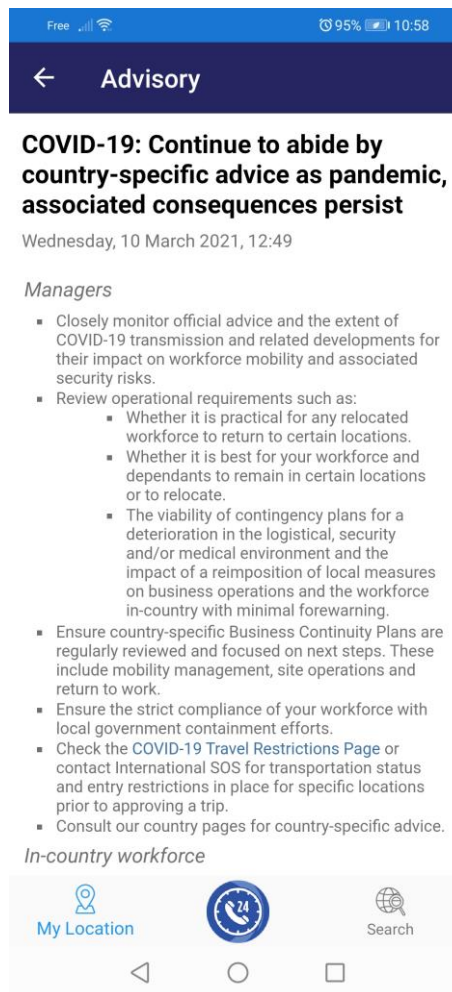 Free 95% 10:58
Advisory
COVID-19: Continue to abide by
country-specific advice as pandemic,
associated consequences persist
Wednesday, 10 March 2021, 12:49
Managers
Closely monitor official advice and the extent of
COVID-19 transmission and related developments for
their impact on workforce mobility and associated
security risks.
Review operational requirements such as:
Whether it is practical for any relocated
workforce to return to certain locations.
Whether it is best for your workforce and
dependants to remain in certain locations
or to relocate.
The viability of contingency plans for a
deterioration in the logistical, security
and/or medical environment and the
impact of a reimposition of local measures
on business operations and the workforce
in-country with minimal forewarning.
Ensure country-specific Business Continuity Plans are
regularly reviewed and focused on next steps. These
include mobility management, site operations and
return to work.
Ensure the strict compliance of your workforce with
local government containment efforts.
Check the COVID-19 Travel Restrictions Page or
contact International SOS for transportation status
and entry restrictions in place for specific locations
prior to approving a trip.
Consult our country pages for country-specific advice.
In-country workforce
24
My Location Search